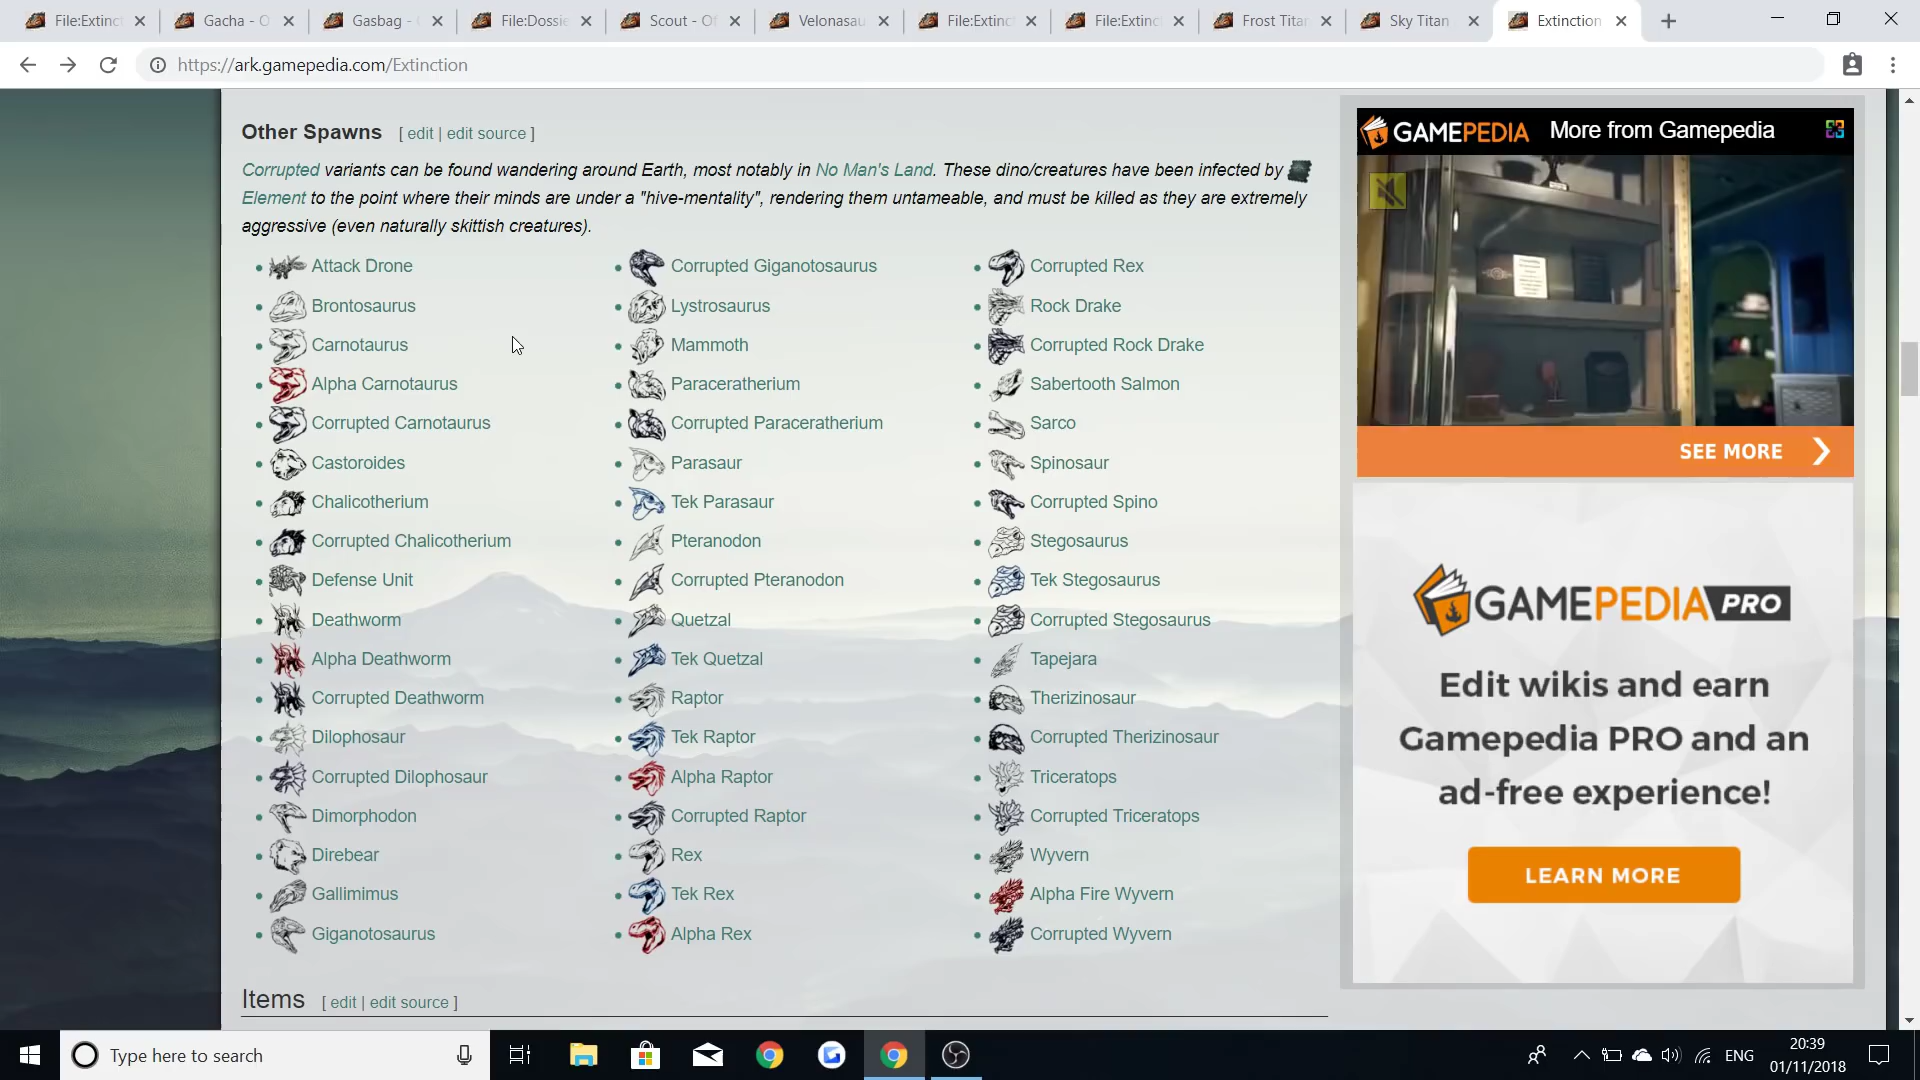 File:Extinct
Gacha - O
Gasbag -
File:Dossie
Scout - Of
Velonasau
File:Extinc
File:Extinc
Frost Titan
Sky Titan
Extinction
https://ark.gamepedia.com/Extinction
Other Spawns [ edit | edit source ]
Corrupted variants can be found wandering around Earth, most notably in No Man's Land. These dino/creatures have been infected by
Element to the point where their minds are under a "hive-mentality", rendering them untameable, and must be killed as they are extremely
aggressive (even naturally skittish creatures).
Attack Drone
Brontosaurus
Carnotaurus
Alpha Carnotaurus
Corrupted Carnotaurus
Castoroides
Chalicotherium
Corrupted Chalicotherium
Defense Unit
Deathworm
Alpha Deathworm
Corrupted Deathworm
Dilophosaur
Corrupted Dilophosaur
Dimorphodon
Direbear
Gallimimus
Giganotosaurus
Corrupted Giganotosaurus
Lystrosaurus
Mammoth
Paraceratherium
Corrupted Paraceratherium
Parasaur
Tek Parasaur
Pteranodon
Corrupted Pteranodon
Quetzal
Tek Quetzal
Raptor
Tek Raptor
Alpha Raptor
Corrupted Raptor
Rex
Tek Rex
Alpha Rex
Corrupted Rex
Rock Drake
Corrupted Rock Drake
Sabertooth Salmon
Sarco
Spinosaur
Corrupted Spino
Stegosaurus
Tek Stegosaurus
Corrupted Stegosaurus
Tapejara
Therizinosaur
Corrupted Therizinosaur
Triceratops
Corrupted Triceratops
Wyvern
Alpha Fire Wyvern
Corrupted Wyvern
Items [ edit | edit source ]
GAMEPEDIA More from Gamepedia
SEE MORE
GAMEPEDIA PRO
Edit wikis and earn
Gamepedia PRO and an
ad-free experience!
LEARN MORE
Type here to search
ENG
20:39
01/11/2018